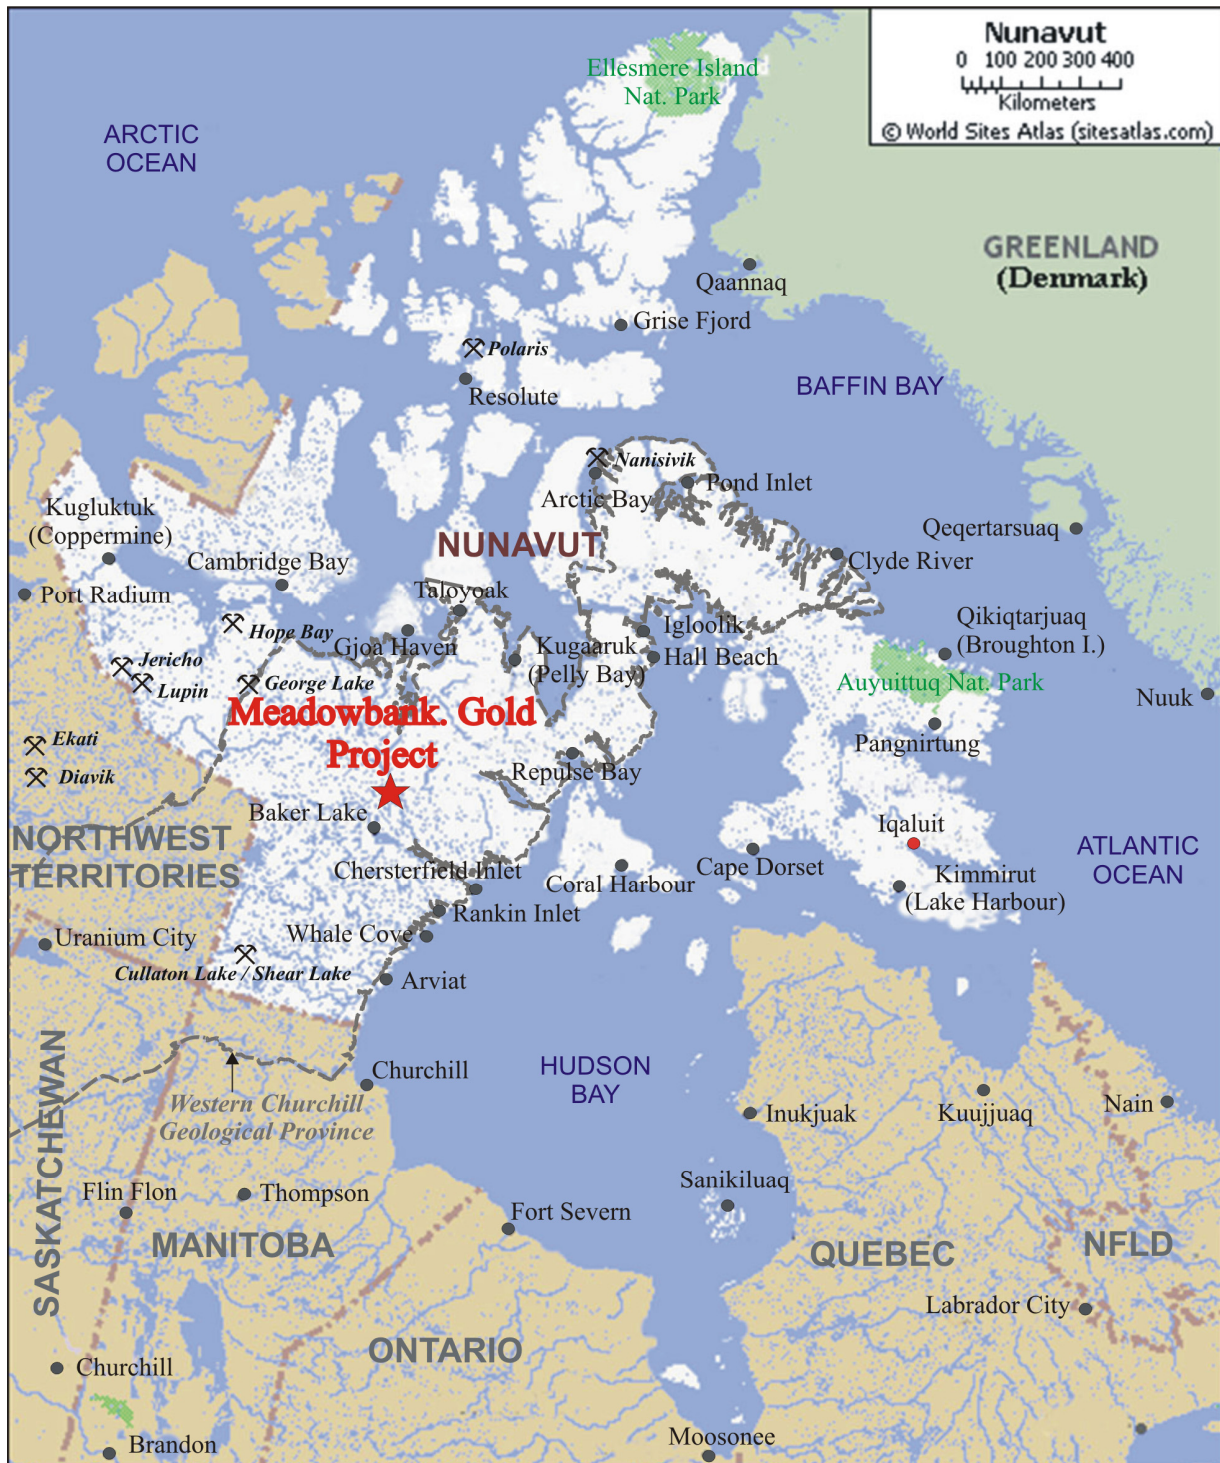 Nunavut
0 100 200 300 400
Kilometers
© World Sites Atlas (sitesatlas.com)
Ellesmere Island
Nat. Park
ARCTIC
OCEAN
GREENLAND
(Denmark)
Qaannaq
Grise Fjord
Polaris
Resolute
BAFFIN BAY
Nanisivik
Arctic Bay
Pond Inlet
Kugluktuk
(Coppermine)
NUNAVUT
Qeqertarsuaq
Cambridge Bay
Clyde River
Port Radium
Taloyoak
Hope Bay
Gjoa Haven
Igloolik
Qikiqtarjuaq
(Broughton I.)
Kugaaruk
(Pelly Bay)
Hall Beach
Jericho
Lupin
George Lake
Auyuittuq Nat. Park
Nuuk
Meadowbank. Gold
Project
Ekati
Diavik
Pangnirtung
Repulse Bay
Baker Lake
NORTHWEST
TERRITORIES
Iqaluit
ATLANTIC
OCEAN
Chersterfield Inlet
Coral Harbour
Cape Dorset
Kimmirut
(Lake Harbour)
Rankin Inlet
Whale Cove
Uranium City
Cullaton Lake / Shear Lake
Arviat
SASKATCHEWAN
Churchill
HUDSON
BAY
Western Churchill
Geological Province
Inukjuak
Kuujjuaq
Nain
Sanikiluaq
Flin Flon
Thompson
Fort Severn
MANITOBA
QUEBEC
NFLD
Labrador City
ONTARIO
Churchill
Brandon
Moosonee